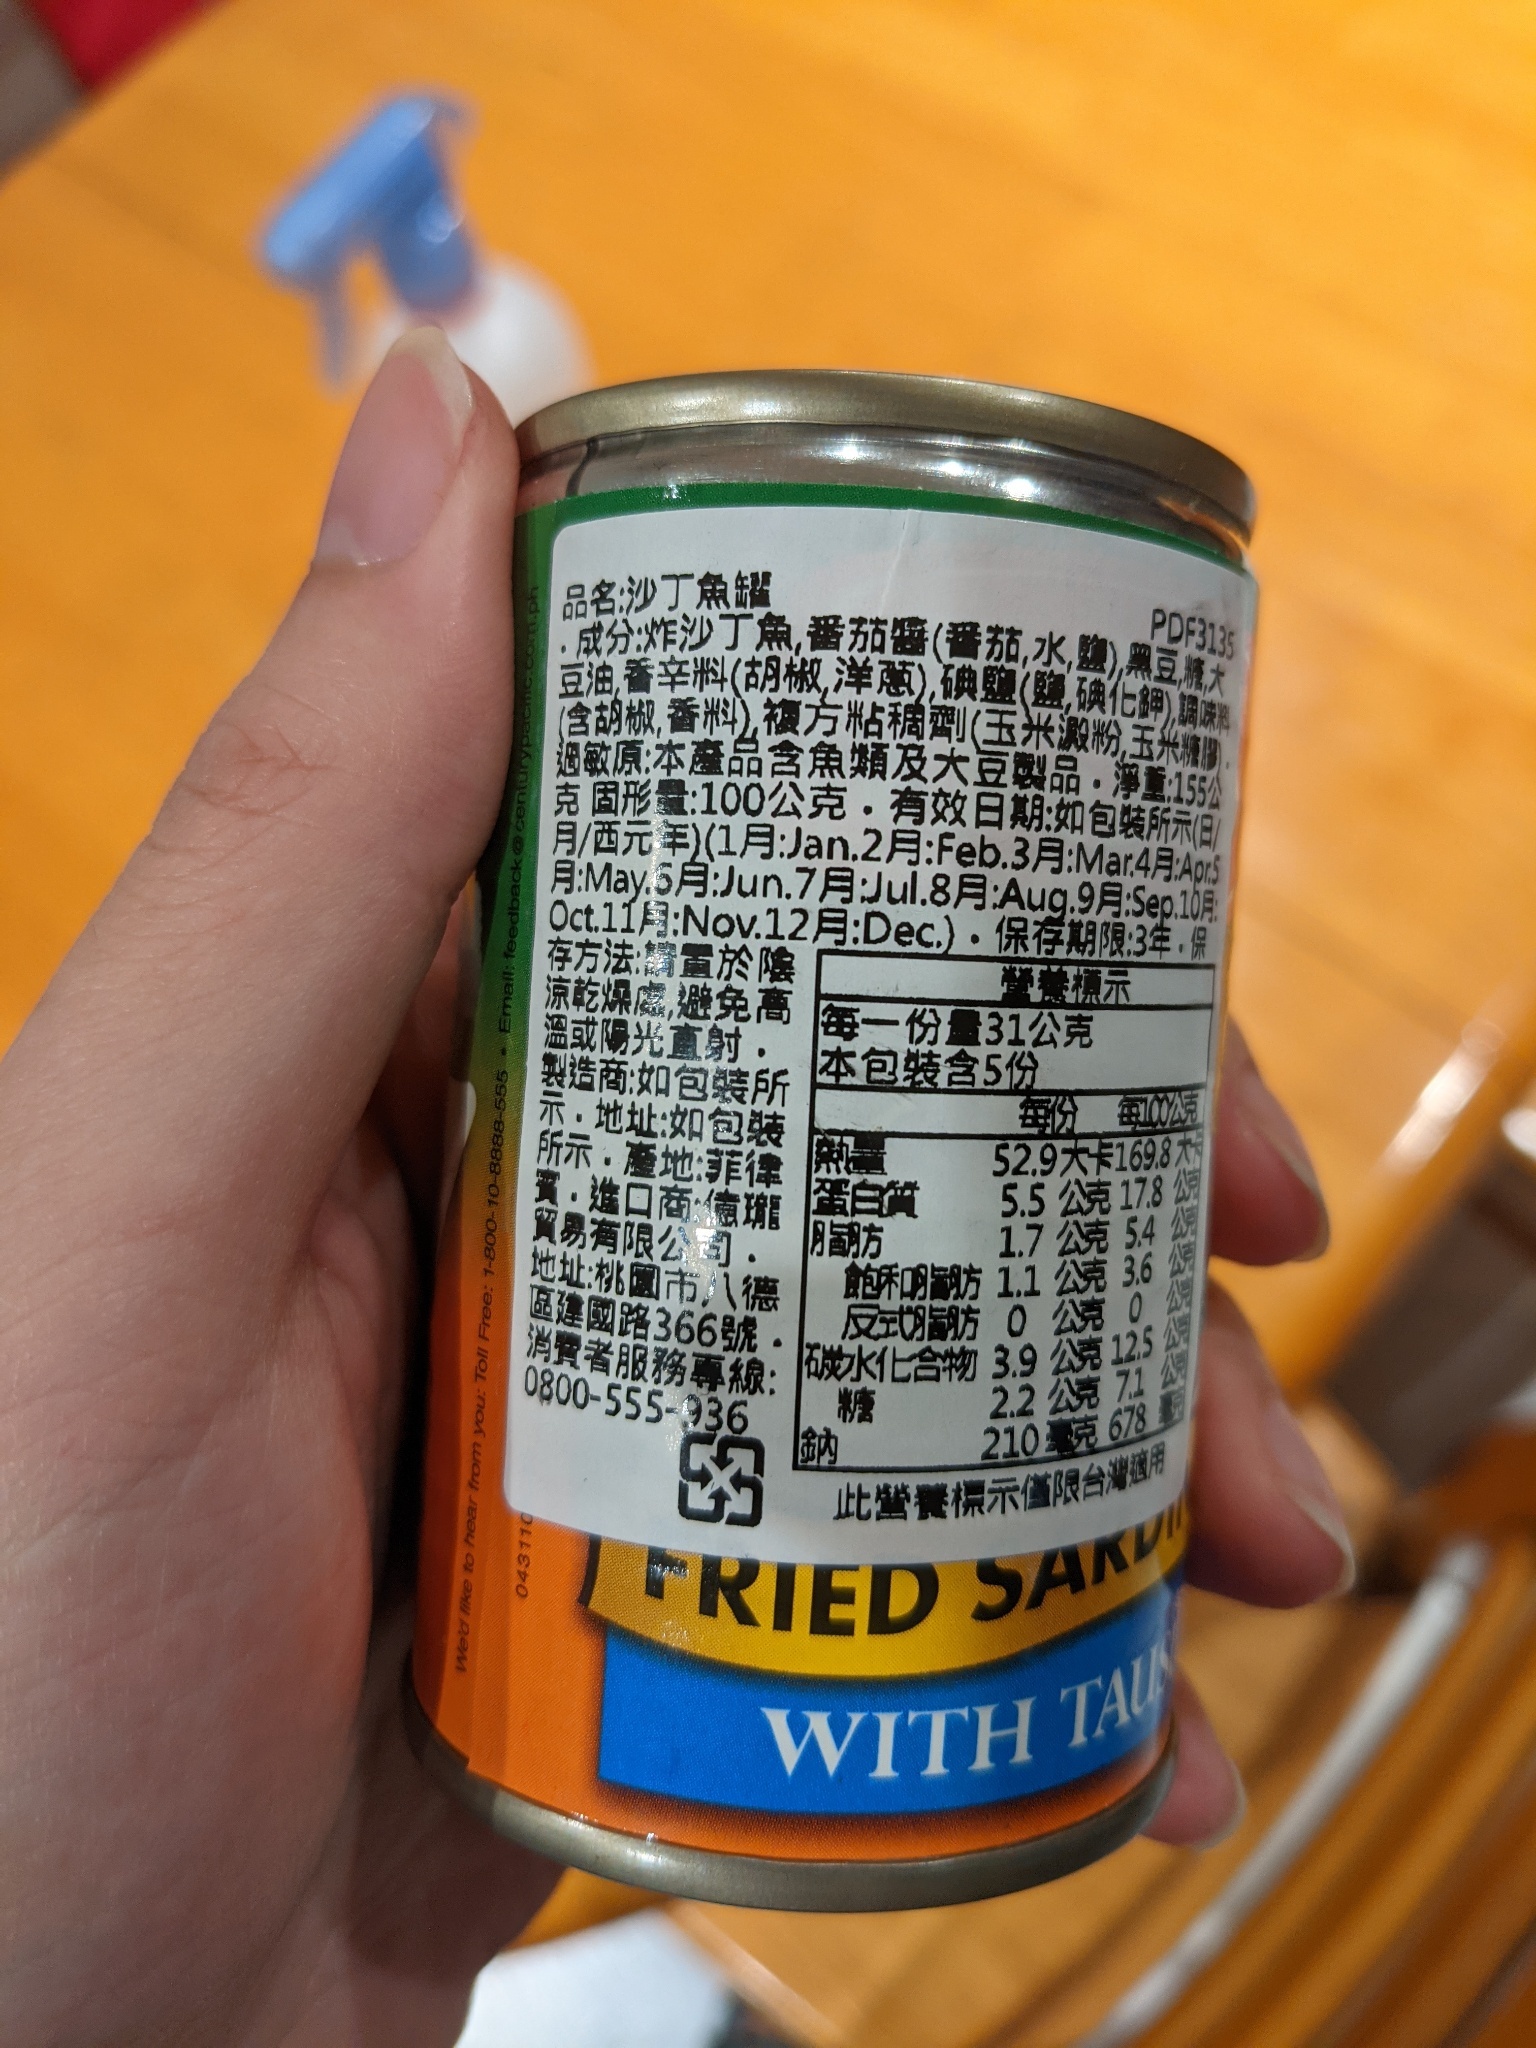 品名:沙丁魚罐
PDF3135
.成分:炸沙丁魚,番茄醬(番茄,水,鹽),黑豆,糖,大
豆油,香辛料(胡椒,洋蔥),碘鹽(鹽,碘化鉀),調味料
(含胡椒,香料),複方粘稠劑(玉米澱粉,玉米糖膠).
過敏原:本產品含魚類及大豆製品.淨重:155公
克 固形量:100公克.有效日期:如包裝所示(日/
月/西元年)(1月:Jan.2月:Feb.3月:Mar.4月:Apr.5
月:May.6月:Jun.7月:Jul.8月:Aug.9月:Sep.10月:
Oct.11月:Nov.12月:Dec.).保存期限:3年.保
存方法:請置於陰
涼乾燥處,避免高
溫或陽光直射.
製造商:如包裝所
示.地址:如包裝
所示.產地:菲律
賓.進口商:億瓏
貿易有限公司.
地址:桃園市八德
區建國路366號.
消費者服務專線:
0800-555-936
營養標示
每一份量31公克
本包裝含5份
每份 每100公克
熱量 52.9大卡 169.8大卡
蛋白質 5.5 公克 17.8 公克
脂肪 1.7 公克 5.4 公克
飽和脂肪 1.1 公克 3.6 公克
反式脂肪 0 公克 0 公克
碳水化合物 3.9 公克 12.5 公克
糖 2.2 公克 7.1 公克
鈉 210 毫克 678 毫克
此營養標示僅限台灣適用
FRIED SARDI
WITH TAUS
We'd like to hear from you: Toll Free: 1-800-10-8888-555 • Email: feedback@centurypacific.com.ph
043110